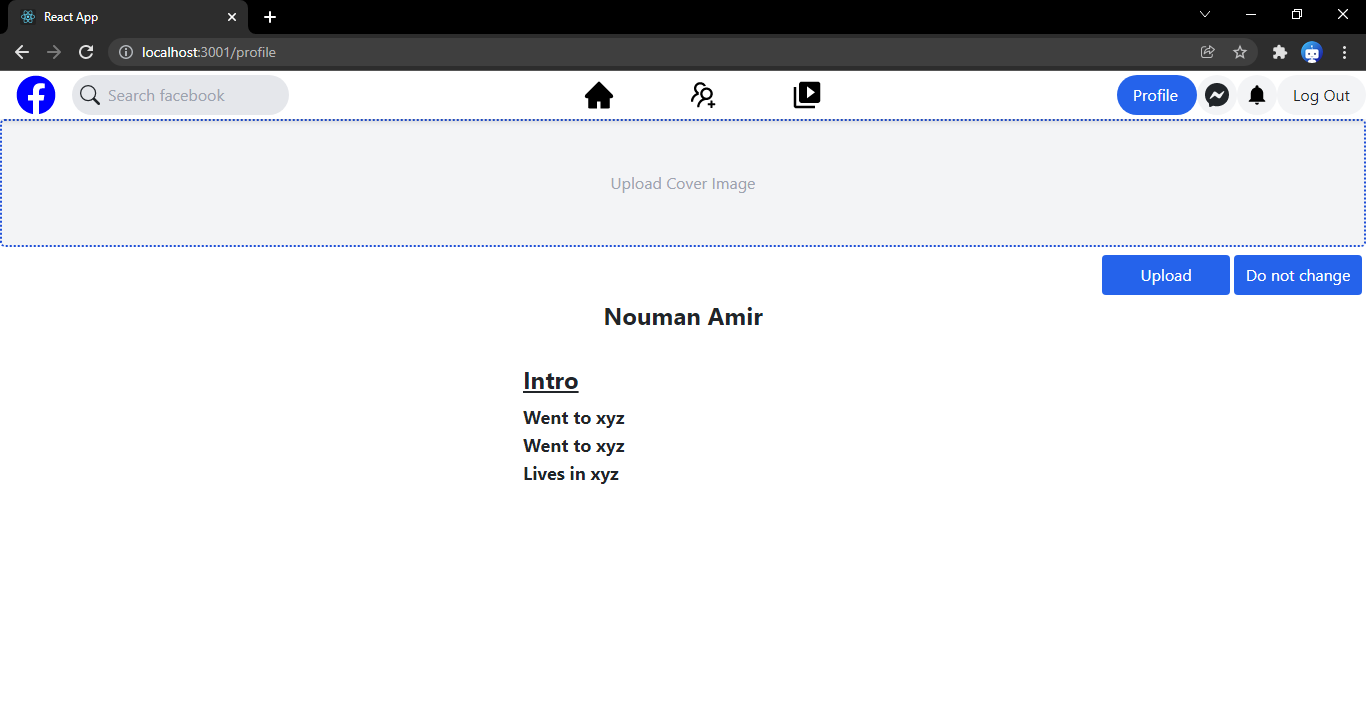 React App
localhost:3001/profile
Search facebook
Profile
Log Out
Upload Cover Image
Upload
Do not change
Nouman Amir
Intro
Went to xyz
Went to xyz
Lives in xyz